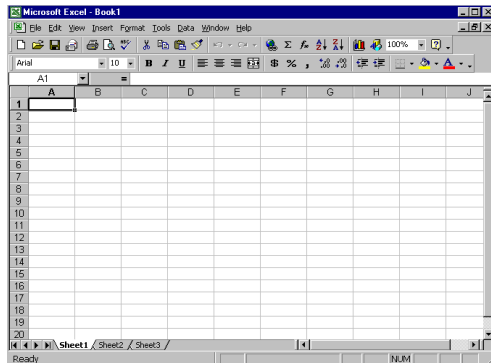 Microsoft Excel - Book1
File Edit View Insert Format Tools Data Window Help
Σ fx 100% ?
Arial 10 B I U $ % ,
A1 =
A B C D E F G H I J
1
2
3
4
5
6
7
8
9
10
11
12
13
14
15
16
17
18
19
20
Sheet1 Sheet2 Sheet3
Ready NUM